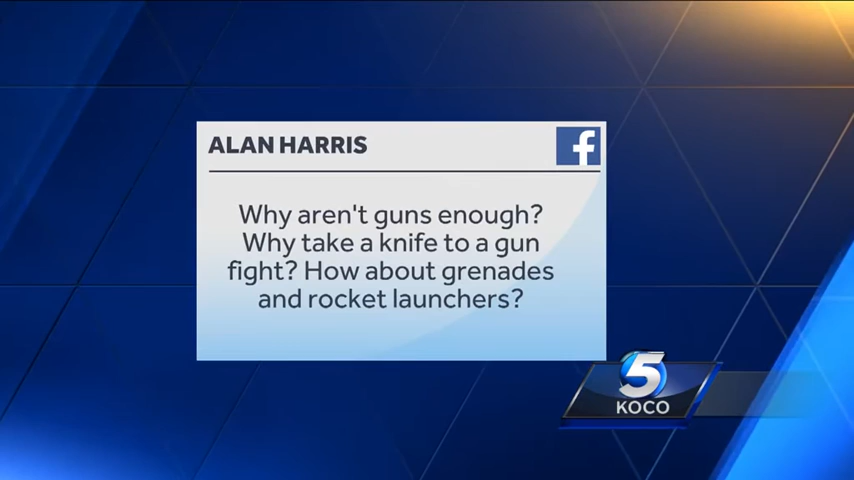 ALAN HARRIS
f
Why aren't guns enough?
Why take a knife to a gun
fight? How about grenades
and rocket launchers?
5
KOCO